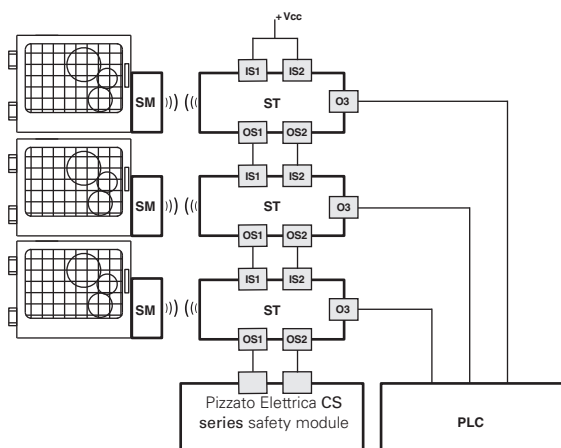 +Vcc
IS1 IS2
SM ST O3
OS1 OS2
IS1 IS2
SM ST O3
OS1 OS2
IS1 IS2
SM ST O3
OS1 OS2
Pizzato Elettrica CS
series safety module
PLC